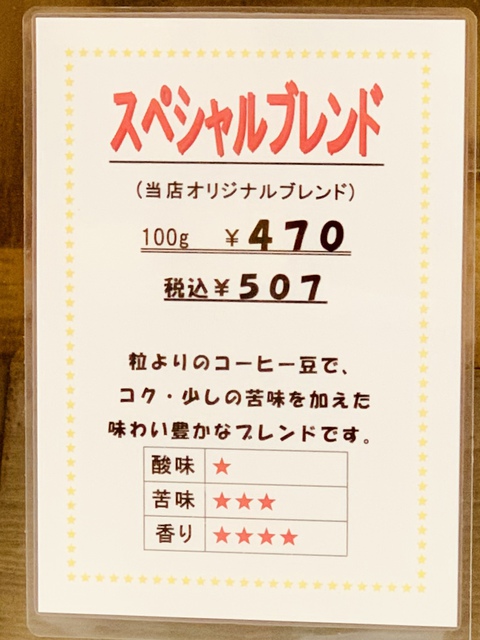 スペシャルブレンド
(当店オリジナルブレンド)
100g ￥470
税込￥507
粒よりのコーヒー豆で、
コク・少しの苦味を加えた
味わい豊かなブレンドです。
酸味 ★
苦味 ★★★
香り ★★★★